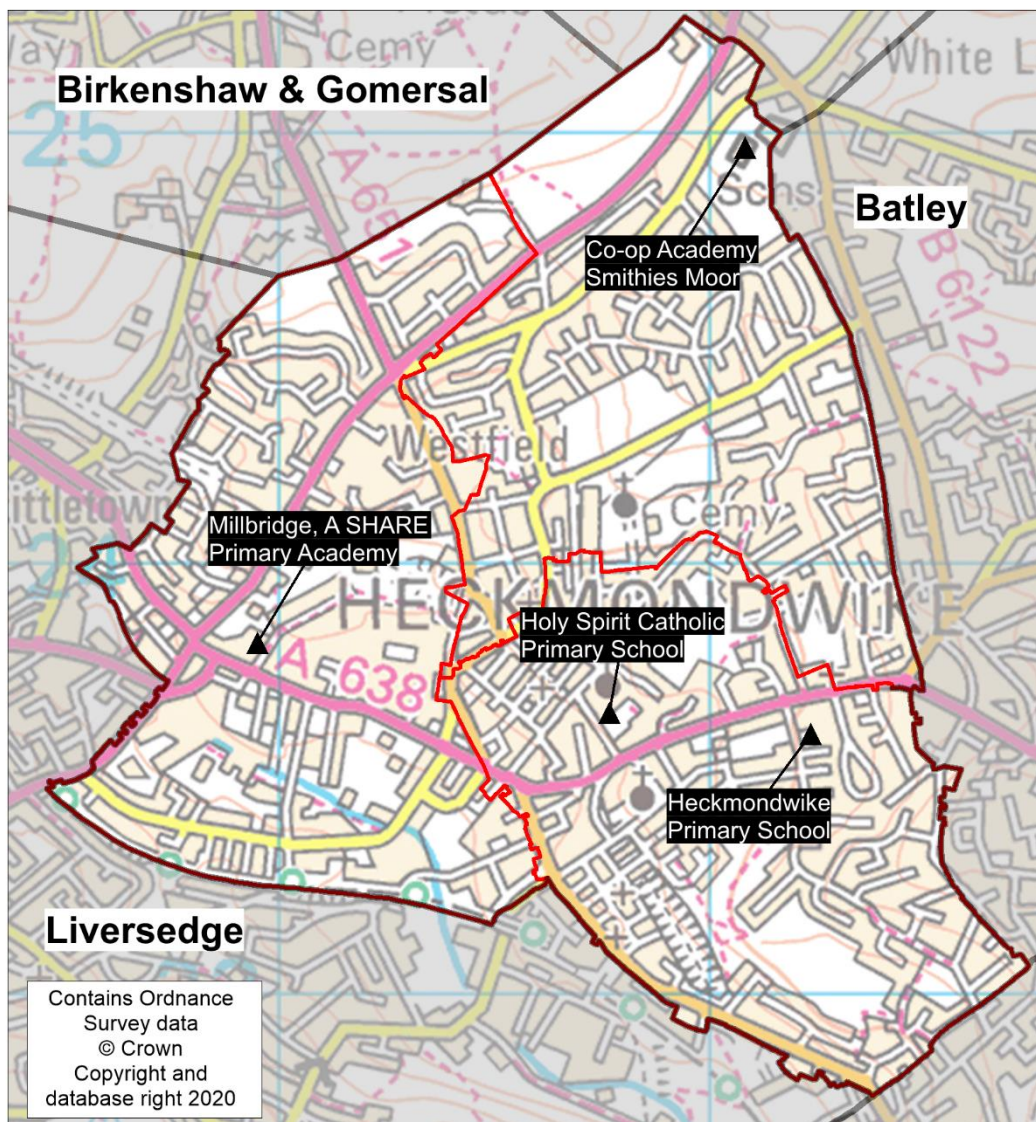 Cemy
White L
Birkenshaw & Gomersal
25
150
A 651
Schs
Batley
Co-op Academy
Smithies Moor
B 6122
Westfield
ittletown
Cemy
Millbridge, A SHARE
Primary Academy
HECKMONDWIKE
Holy Spirit Catholic
Primary School
A 638
Heckmondwike
Primary School
Liversedge
Contains Ordnance
Survey data
© Crown
Copyright and
database right 2020